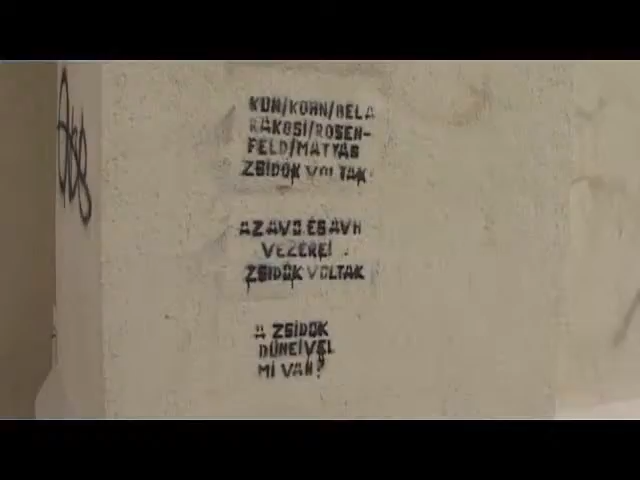 KUN/KOHN/BELA
RÁKOSI/ROSEN-
FELD/MÁTYÁS
ZSIDÓK VOLTAK
AZ ÁVO. ÉS ÁVH
VEZÉREI
ZSIDÓK VOLTAK
A ZSIDÓK
BŰNEIVEL
MI VAN?